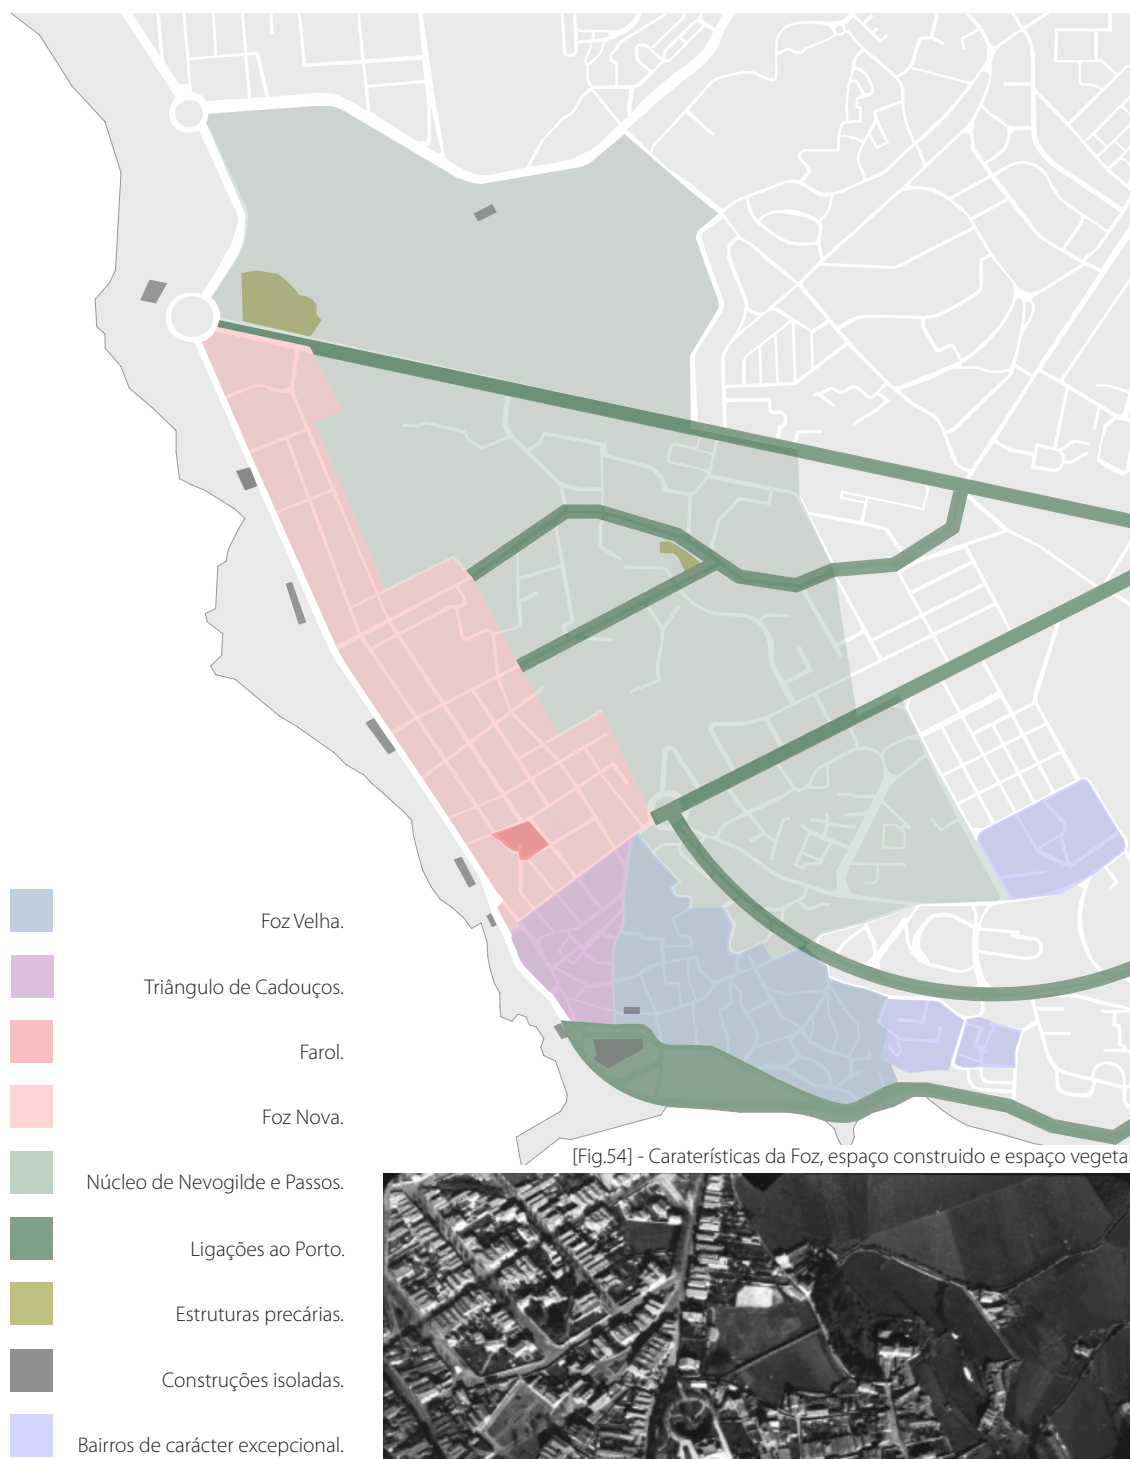 Foz Velha.
Triângulo de Cadouços.
Farol.
Foz Nova.
[Fig.54] - Caraterísticas da Foz, espaço construido e espaço vegetal
Núcleo de Nevogilde e Passos.
Ligações ao Porto.
Estruturas precárias.
Construções isoladas.
Bairros de carácter excepcional.